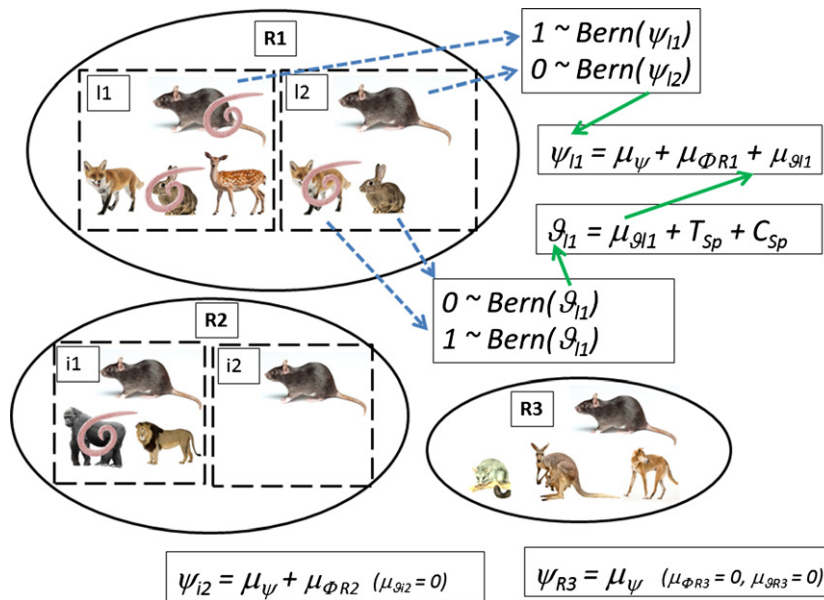 R1
l1
l2
1 ~ Bern(ψl1)
0 ~ Bern(ψl2)
ψl1 = μψ + μΦR1 + μϑl1
ϑl1 = μϑl1 + TSp + CSp
0 ~ Bern(ϑl1)
1 ~ Bern(ϑl1)
R2
i1
i2
R3
ψi2 = μψ + μΦR2 (μϑi2 = 0)
ψR3 = μψ (μΦR3 = 0, μϑR3 = 0)